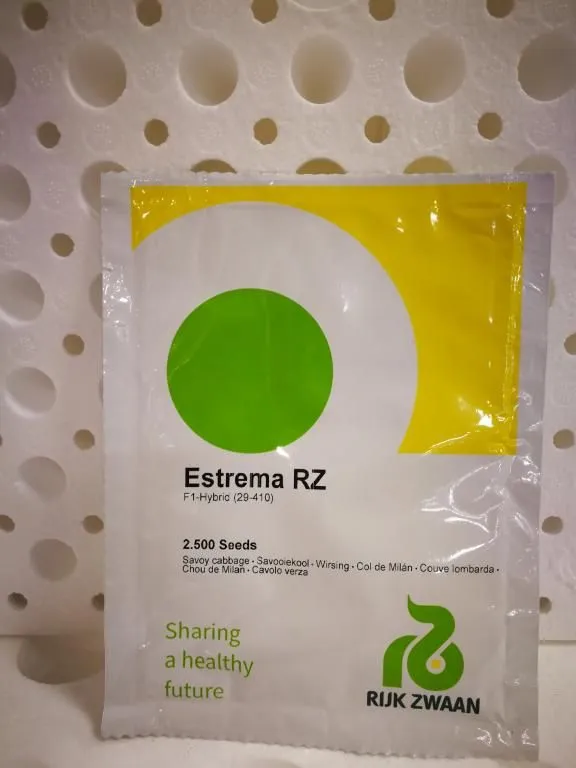 Estrema RZ
F1-Hybrid (29-410)
2.500 Seeds
Savoy cabbage • Savooiekool • Wirsing • Col de Milán • Couve lombarda •
Chou de Milan • Cavolo verza
Sharing
a healthy
future
RIJK ZWAAN